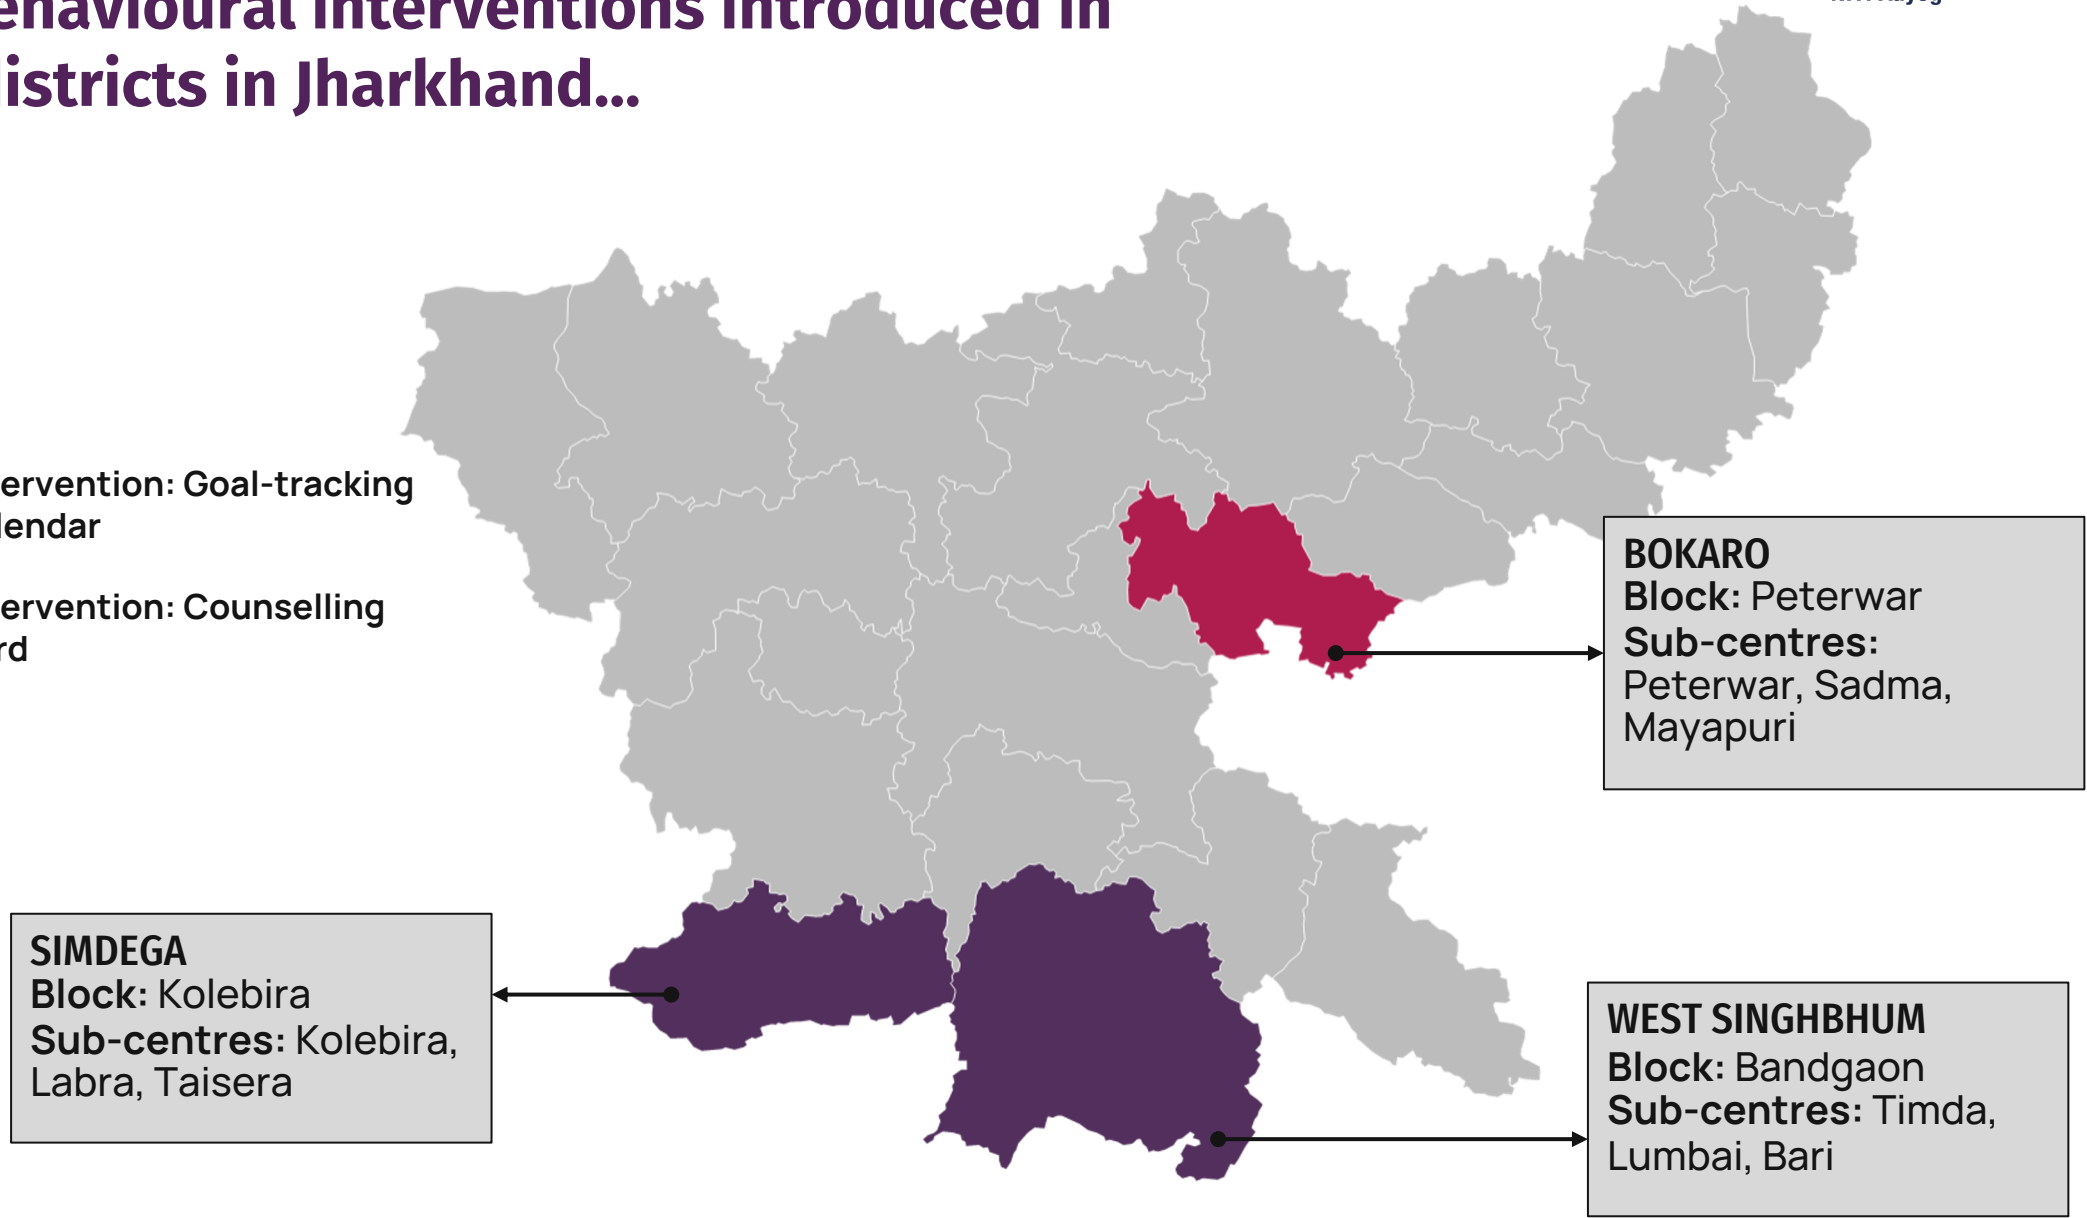 ehavioural interventions introduced in
districts in Jharkhand...
ervention: Goal-tracking
lendar
ervention: Counselling
rd
BOKARO
Block: Peterwar
Sub-centres:
Peterwar, Sadma,
Mayapuri
SIMDEGA
Block: Kolebira
Sub-centres: Kolebira,
Labra, Taisera
WEST SINGHBHUM
Block: Bandgaon
Sub-centres: Timda,
Lumbai, Bari